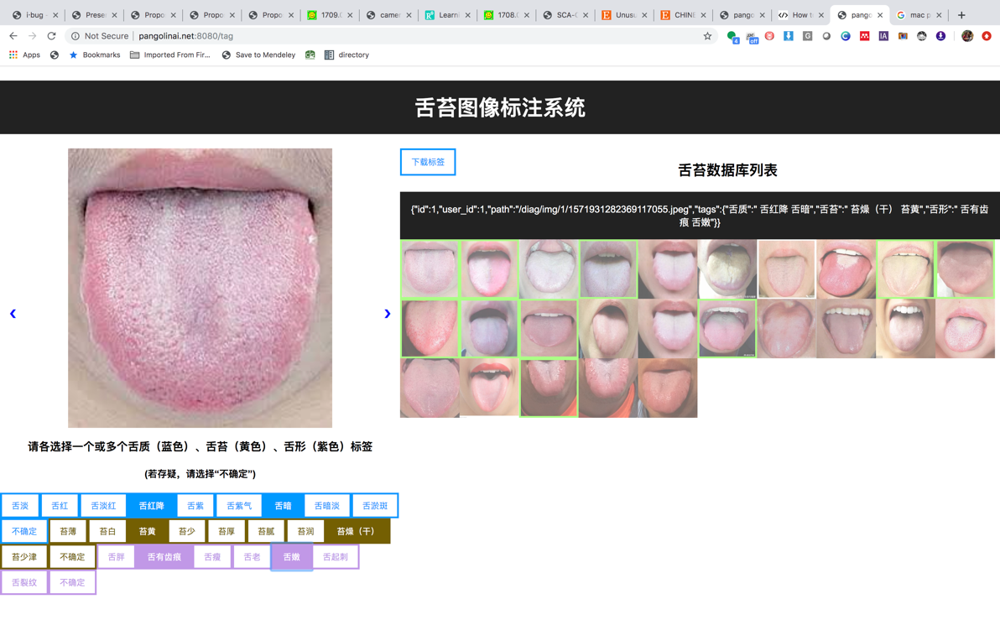 i-bug
Presen
Propo
Propo
Propo
1709.0
camer
Learni
1708.0
SCA-C
Unusu
CHINE
pango
How t
pango
mac p
Not Secure
pangolinai.net:8080/tag
4
off
G
C
IA
Apps
Bookmarks
Imported From Fir...
Save to Mendeley
directory
舌苔图像标注系统
下载标签
舌苔数据库列表
{"id":1,"user_id":1,"path":"/diag/img/1/1571931282369117055.jpeg","tags":{"舌质":" 舌红降 舌暗","舌苔":" 苔燥（干） 苔黄","舌形":" 舌有齿
痕 舌嫩"}}
‹
›
请各选择一个或多个舌质（蓝色）、舌苔（黄色）、舌形（紫色）标签
(若存疑，请选择“不确定”)
舌淡
舌红
舌淡红
舌红降
舌紫
舌紫气
舌暗
舌暗淡
舌淤斑
不确定
苔薄
苔白
苔黄
苔少
苔厚
苔腻
苔润
苔燥（干）
苔少津
不确定
舌胖
舌有齿痕
舌瘦
舌老
舌嫩
舌起刺
舌裂纹
不确定